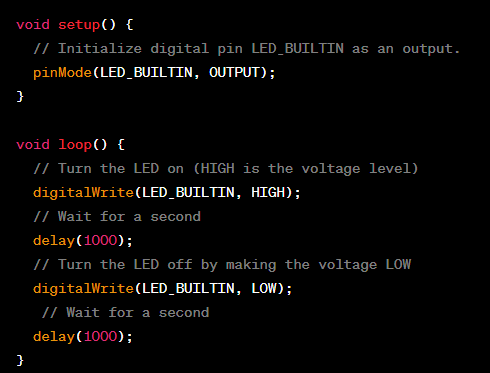 void setup() {
  // Initialize digital pin LED_BUILTIN as an output.
  pinMode(LED_BUILTIN, OUTPUT);
}

void loop() {
  // Turn the LED on (HIGH is the voltage level)
  digitalWrite(LED_BUILTIN, HIGH);
  // Wait for a second
  delay(1000);
  // Turn the LED off by making the voltage LOW
  digitalWrite(LED_BUILTIN, LOW);
   // Wait for a second
  delay(1000);
}